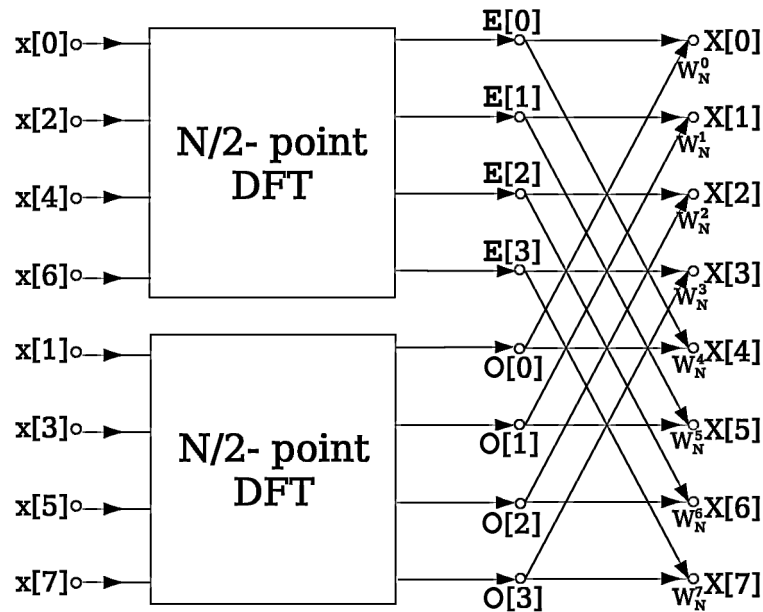 x[0]
x[2]
x[4]
x[6]
N/2- point
DFT
E[0]
E[1]
E[2]
E[3]
X[0]
W_N^0
X[1]
W_N^1
X[2]
W_N^2
X[3]
W_N^3
x[1]
x[3]
x[5]
x[7]
N/2- point
DFT
O[0]
O[1]
O[2]
O[3]
X[4]
W_N^4
X[5]
W_N^5
X[6]
W_N^6
X[7]
W_N^7